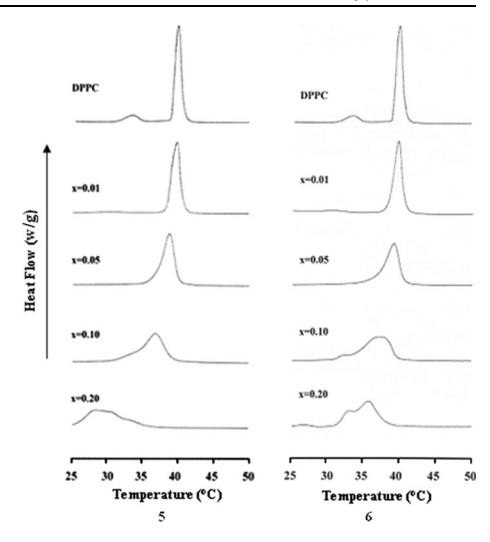 DPPC
x=0.01
x=0.05
x=0.10
x=0.20
DPPC
x=0.01
x=0.05
x=0.10
x=0.20
Heat Flow (w/g)
25 30 35 40 45 50
Temperature (°C)
5
25 30 35 40 45 50
Temperature (°C)
6